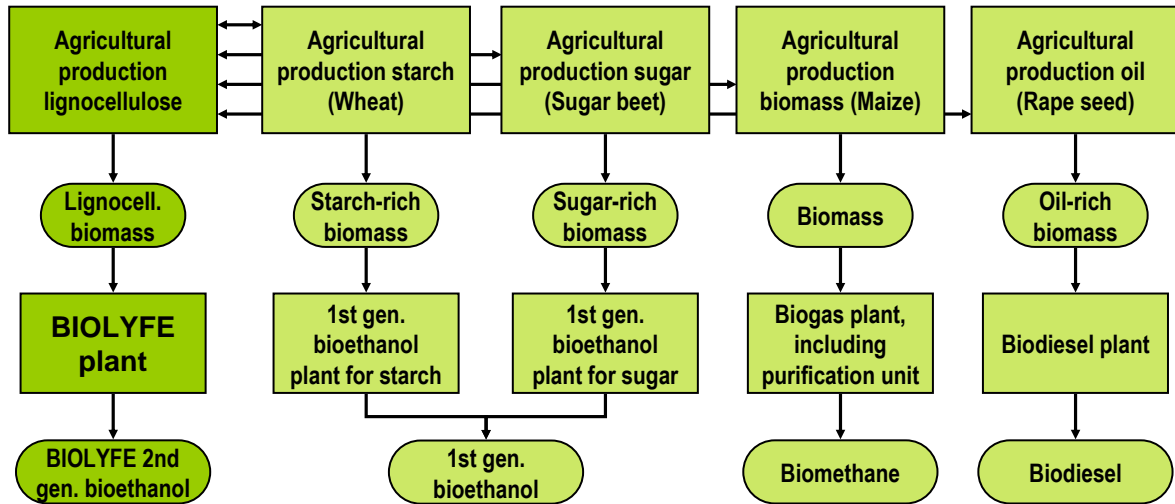 Agricultural
production
lignocellulose
Agricultural
production starch
(Wheat)
Agricultural
production sugar
(Sugar beet)
Agricultural
production
biomass (Maize)
Agricultural
production oil
(Rape seed)
Lignocell.
biomass
Starch-rich
biomass
Sugar-rich
biomass
Biomass
Oil-rich
biomass
BIOLYFE
plant
1st gen.
bioethanol
plant for starch
1st gen.
bioethanol
plant for sugar
Biogas plant,
including
purification unit
Biodiesel plant
BIOLYFE 2nd
gen. bioethanol
1st gen.
bioethanol
Biomethane
Biodiesel